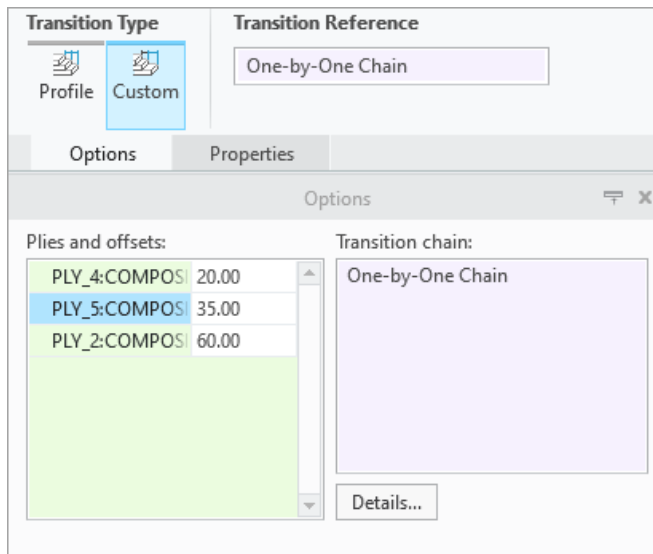 Transition Type
Transition Reference
Profile
Custom
One-by-One Chain
Options
Properties
Options
Plies and offsets:
Transition chain:
PLY_4:COMPOSI 20.00
PLY_5:COMPOSI 35.00
PLY_2:COMPOSI 60.00
One-by-One Chain
Details...